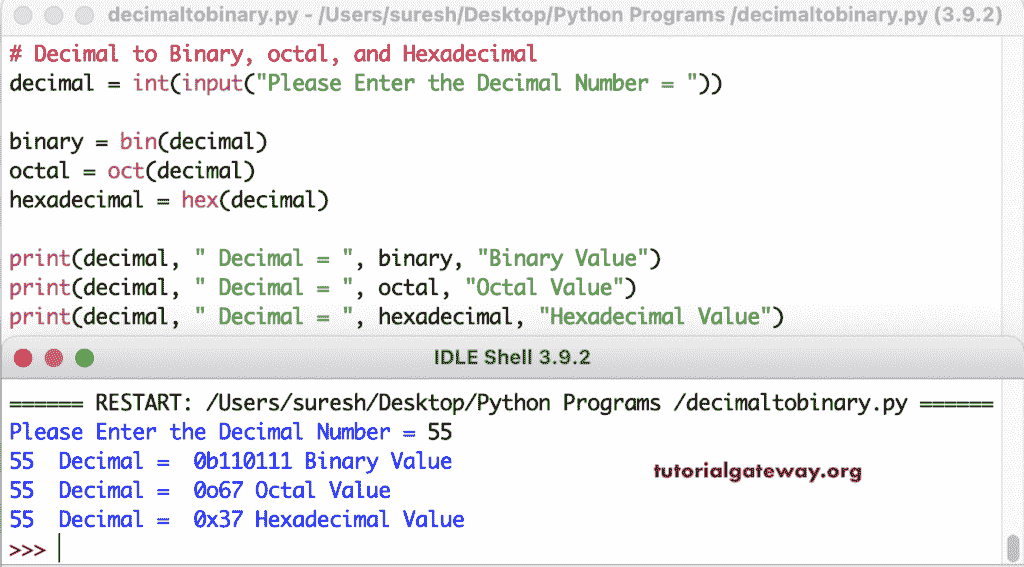 decimaltobinary.py - /Users/suresh/Desktop/Python Programs /decimaltobinary.py (3.9.2)
# Decimal to Binary, octal, and Hexadecimal
decimal = int(input("Please Enter the Decimal Number = "))
binary = bin(decimal)
octal = oct(decimal)
hexadecimal = hex(decimal)
print(decimal, " Decimal = ", binary, "Binary Value")
print(decimal, " Decimal = ", octal, "Octal Value")
print(decimal, " Decimal = ", hexadecimal, "Hexadecimal Value")
IDLE Shell 3.9.2
====== RESTART: /Users/suresh/Desktop/Python Programs /decimaltobinary.py ======
Please Enter the Decimal Number = 55
55  Decimal =  0b110111 Binary Value
tutorialgateway.org
55  Decimal =  0o67 Octal Value
55  Decimal =  0x37 Hexadecimal Value
>>>